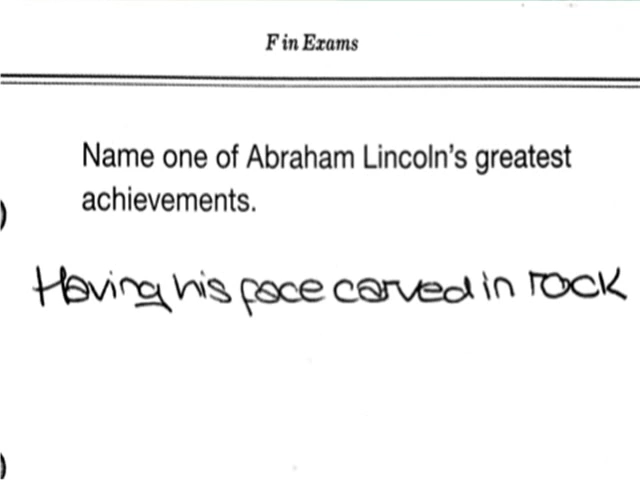 F in Exams
Name one of Abraham Lincoln's greatest
achievements.
Having his face carved in rock